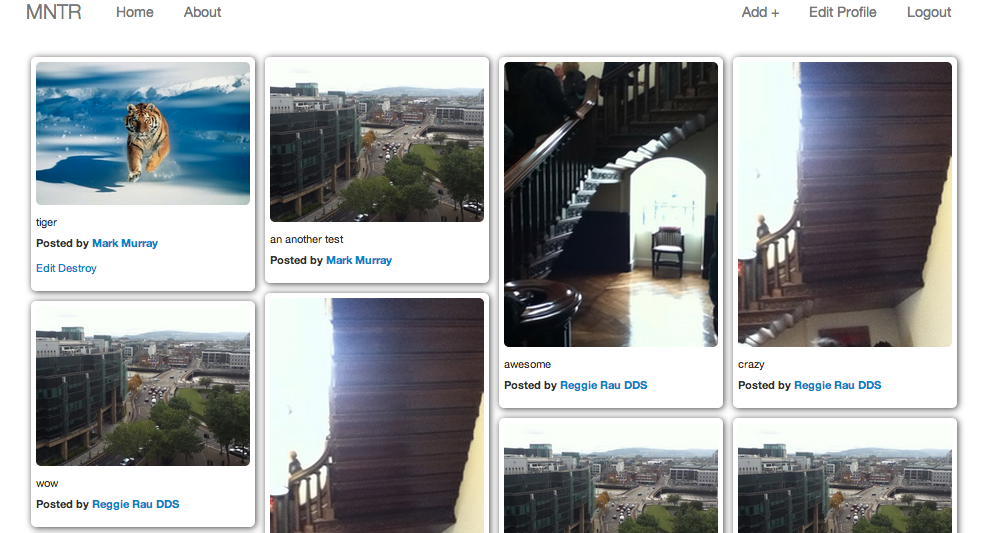 MNTR Home About Add + Edit Profile Logout
tiger
Posted by Mark Murray
Edit Destroy
an another test
Posted by Mark Murray
awesome
Posted by Reggie Rau DDS
crazy
Posted by Reggie Rau DDS
wow
Posted by Reggie Rau DDS